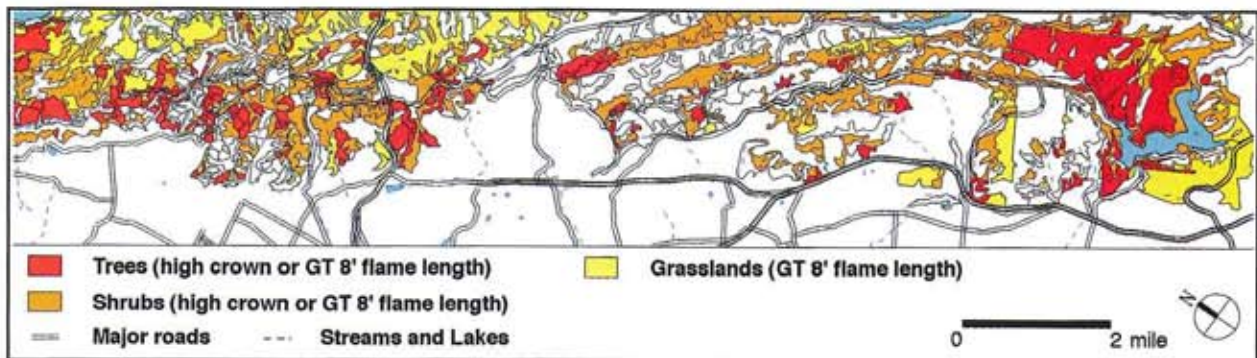 Trees (high crown or GT 8' flame length)
Grasslands (GT 8' flame length)
Shrubs (high crown or GT 8' flame length)
Major roads
Streams and Lakes
N
0
2 mile